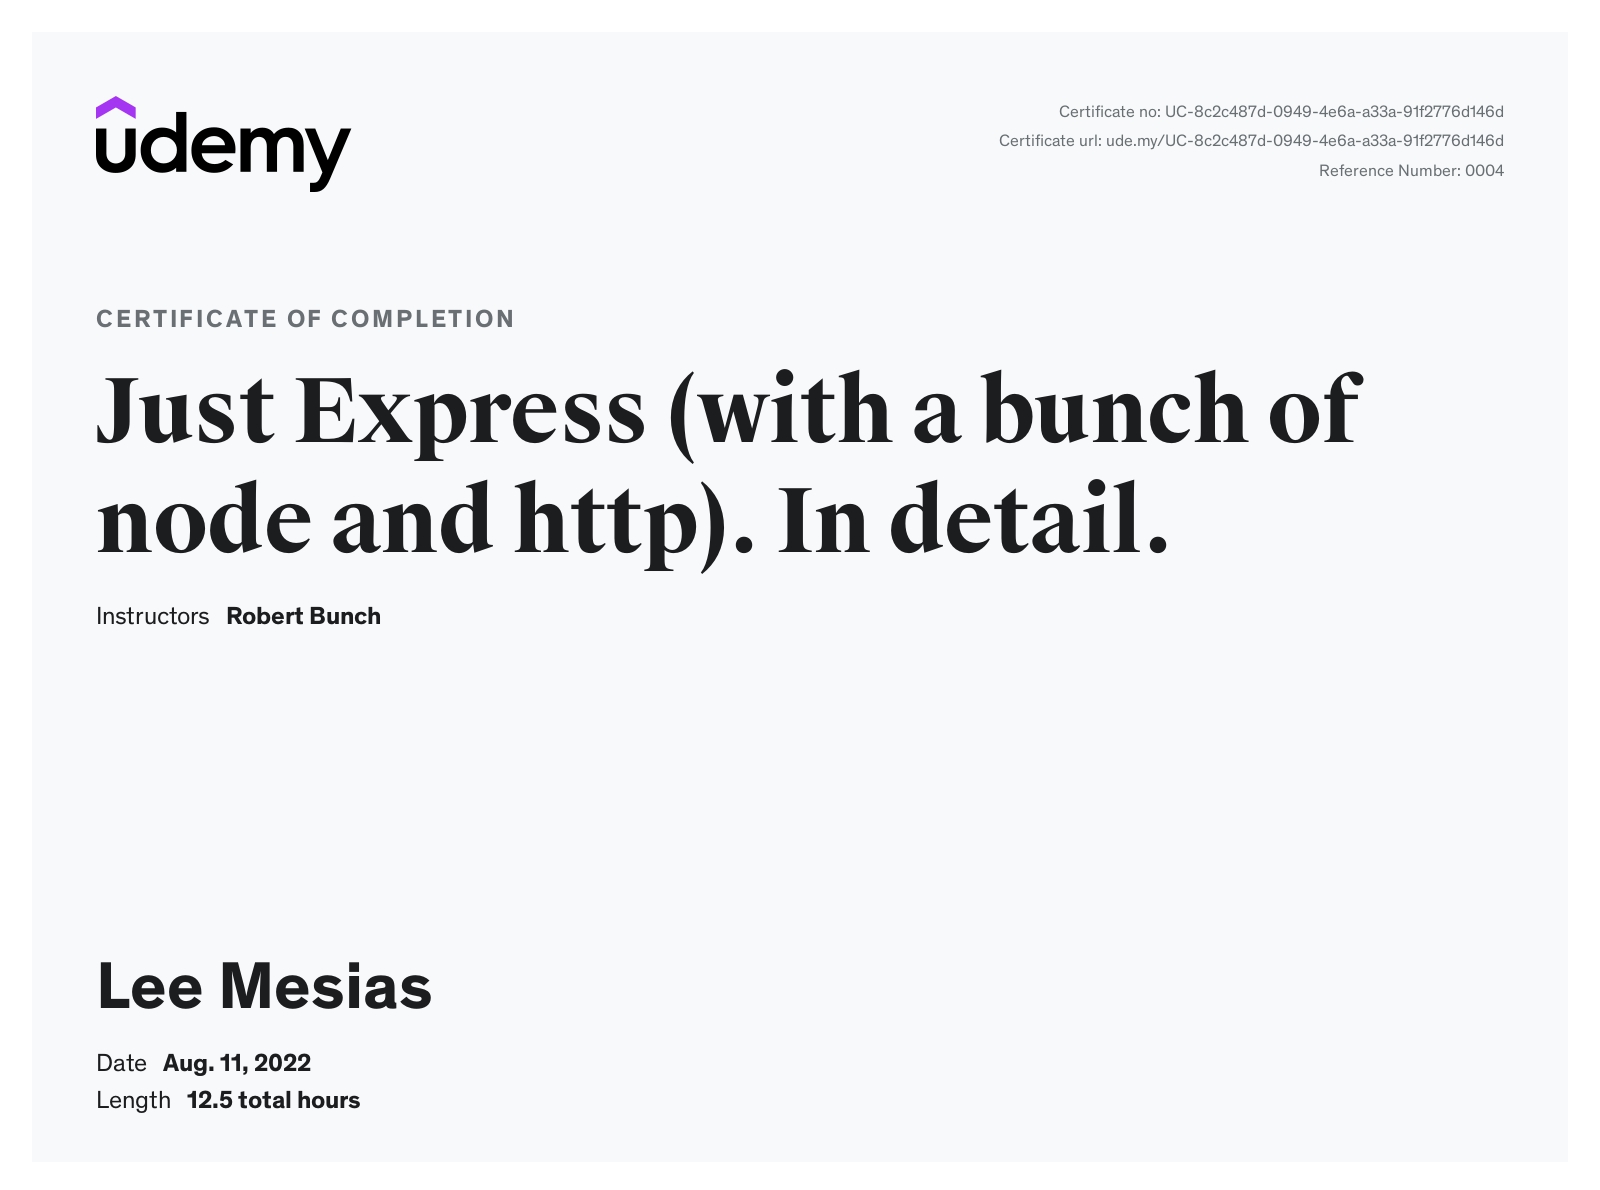 udemy
Certificate no: UC-8c2c487d-0949-4e6a-a33a-91f2776d146d
Certificate url: ude.my/UC-8c2c487d-0949-4e6a-a33a-91f2776d146d
Reference Number: 0004
CERTIFICATE OF COMPLETION
Just Express (with a bunch of
node and http). In detail.
Instructors Robert Bunch
Lee Mesias
Date Aug. 11, 2022
Length 12.5 total hours